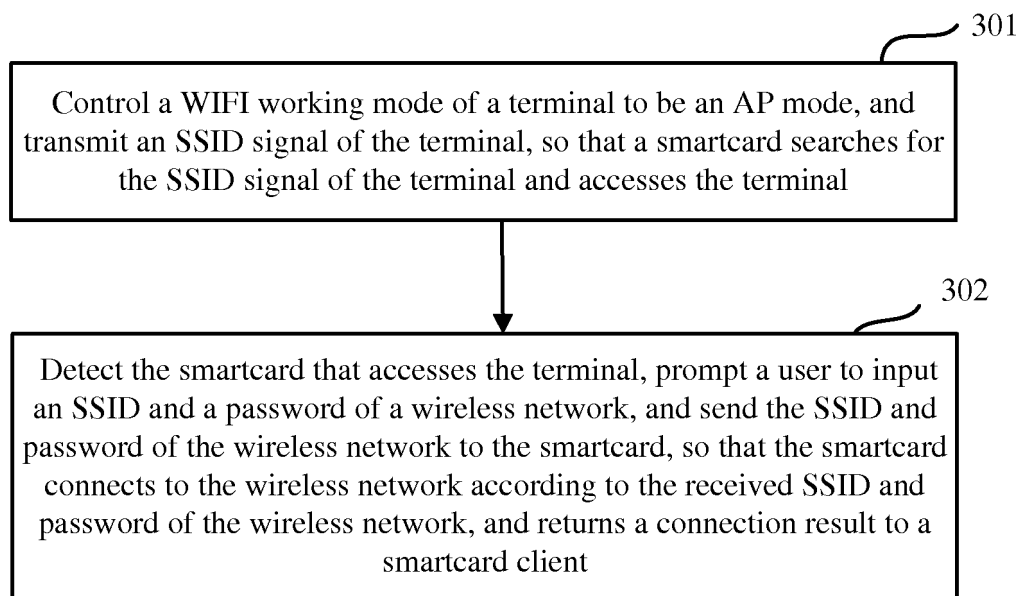 301
Control a WIFI working mode of a terminal to be an AP mode, and
transmit an SSID signal of the terminal, so that a smartcard searches for
the SSID signal of the terminal and accesses the terminal
302
Detect the smartcard that accesses the terminal, prompt a user to input
an SSID and a password of a wireless network, and send the SSID and
password of the wireless network to the smartcard, so that the smartcard
connects to the wireless network according to the received SSID and
password of the wireless network, and returns a connection result to a
smartcard client